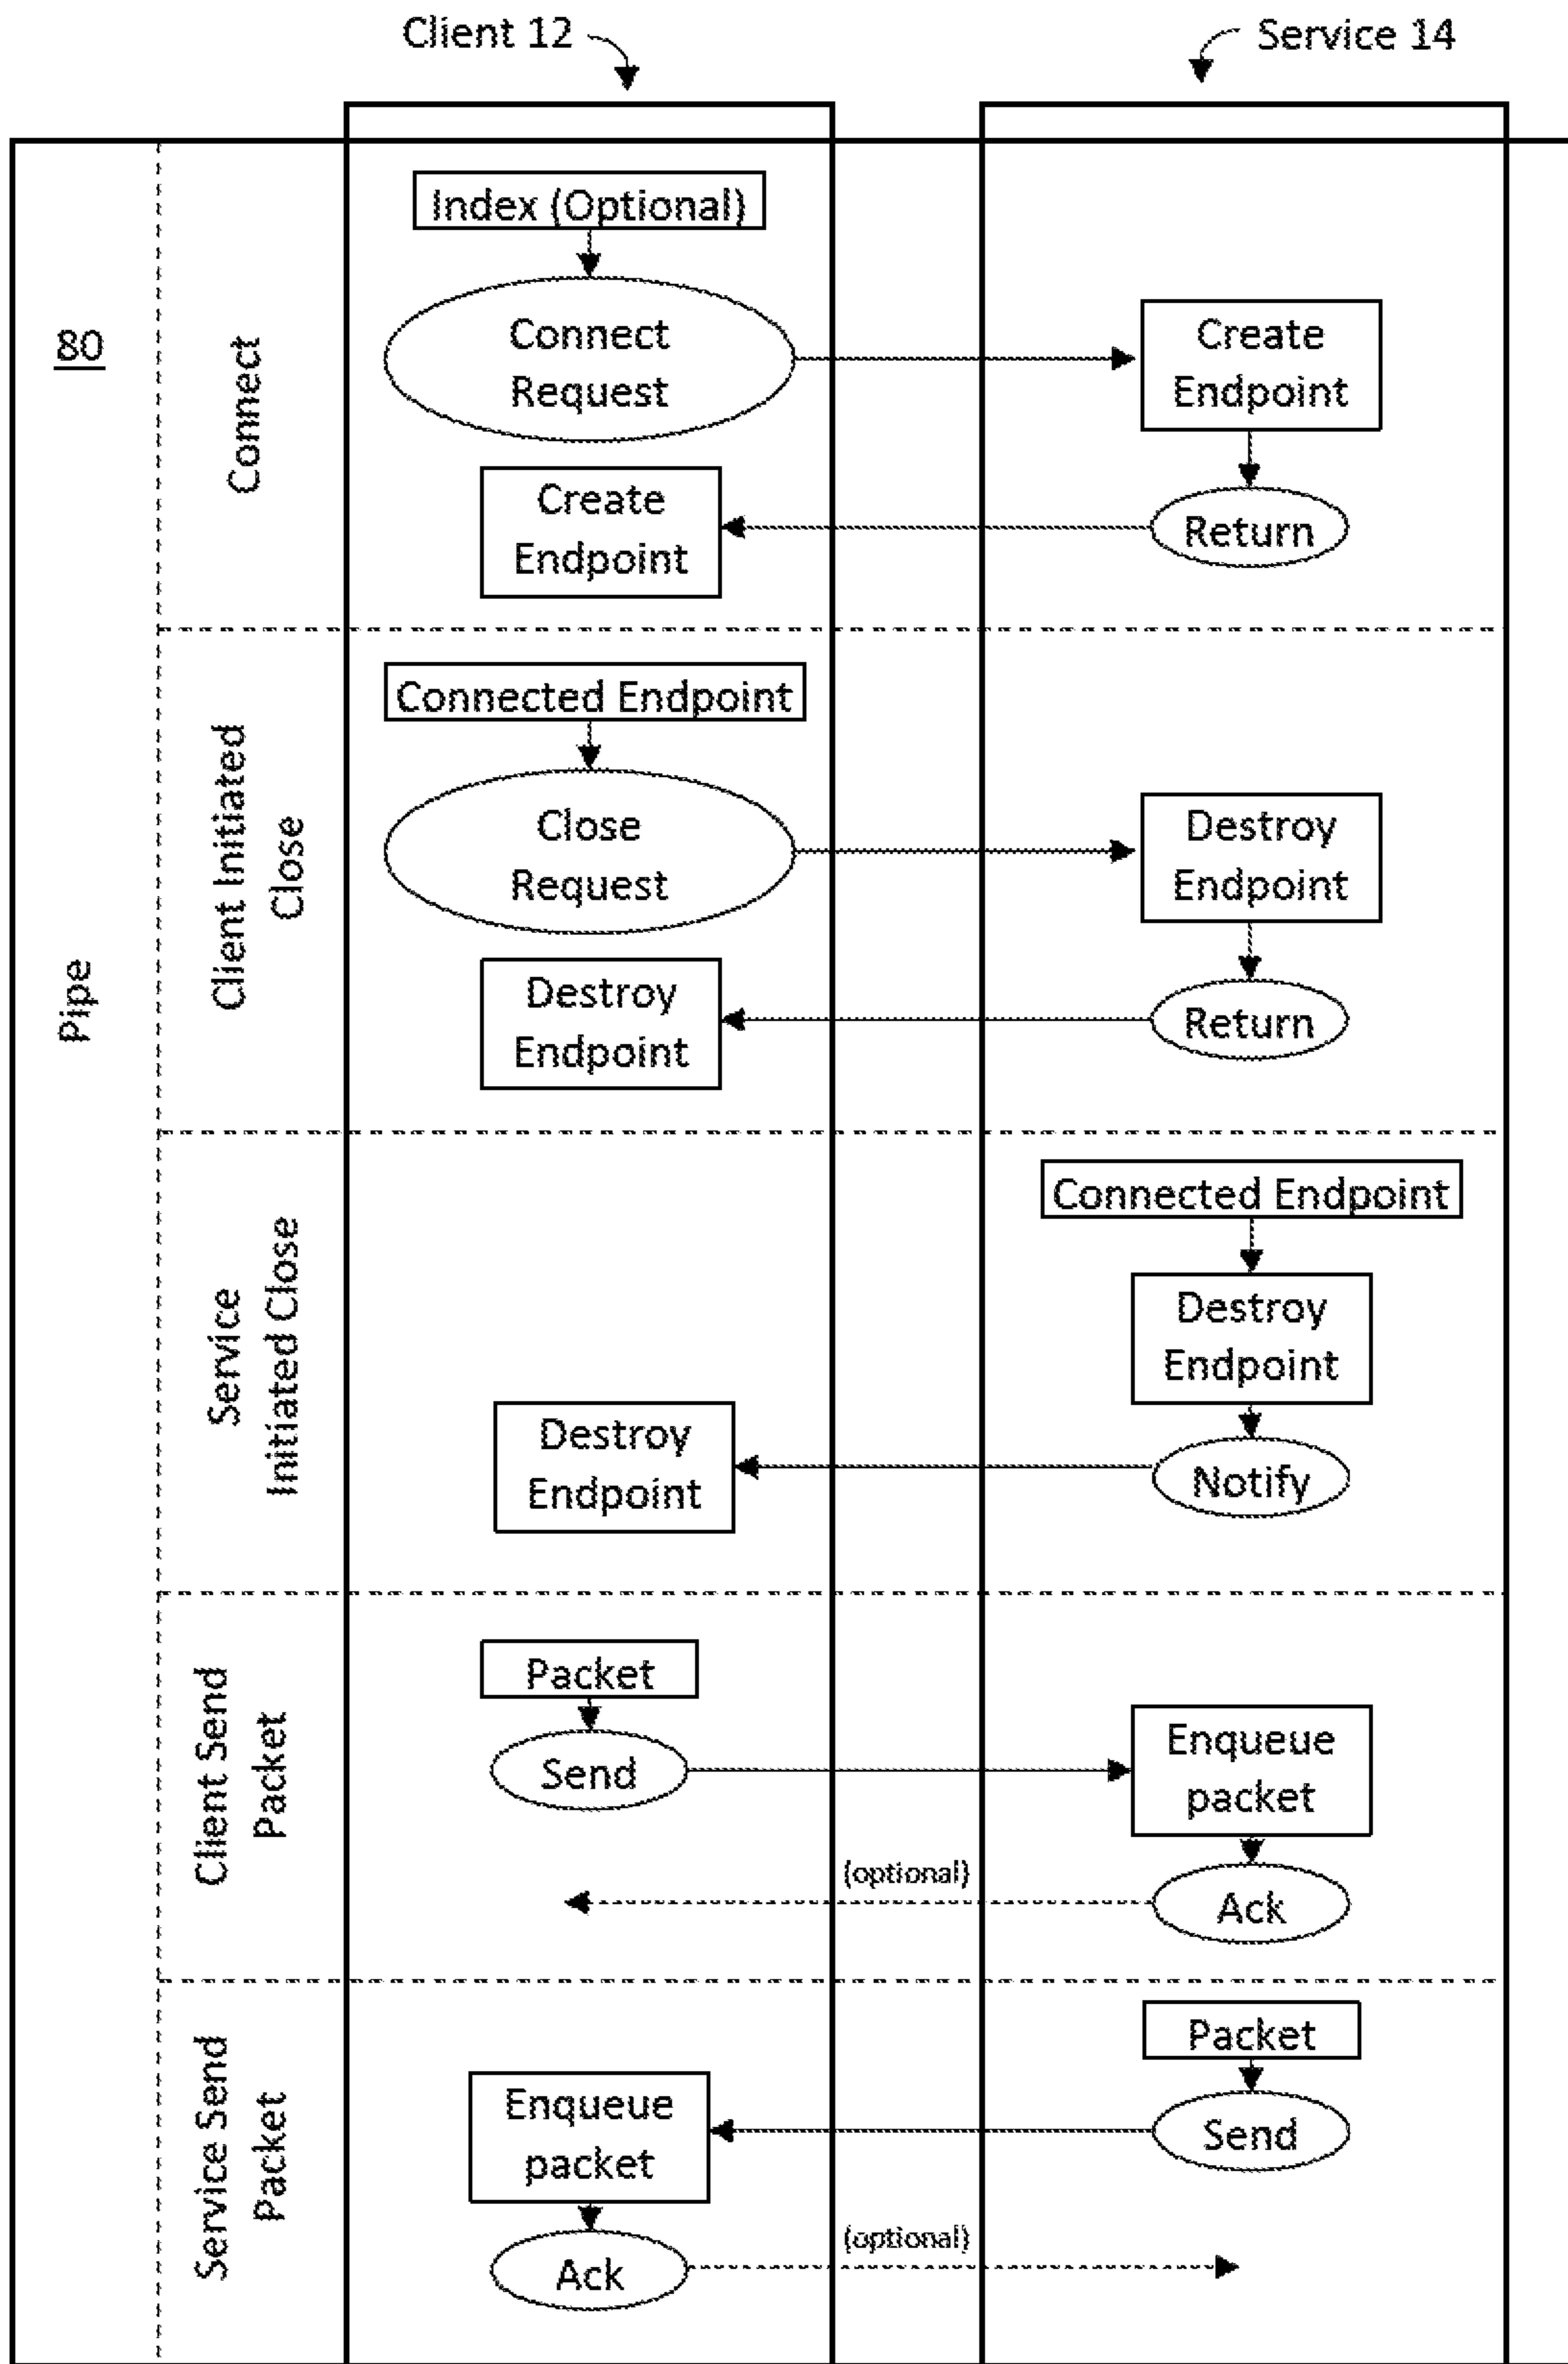 Client 12
Service 14
80
Pipe
Connect
Index (Optional)
Connect
Request
Create
Endpoint
Return
Create
Endpoint
Client Initiated
Close
Connected Endpoint
Close
Request
Destroy
Endpoint
Return
Destroy
Endpoint
Service
Initiated Close
Connected Endpoint
Destroy
Endpoint
Notify
Destroy
Endpoint
Client Send
Packet
Packet
Send
Enqueue
packet
Ack
(optional)
Service Send
Packet
Packet
Send
Enqueue
packet
Ack
(optional)